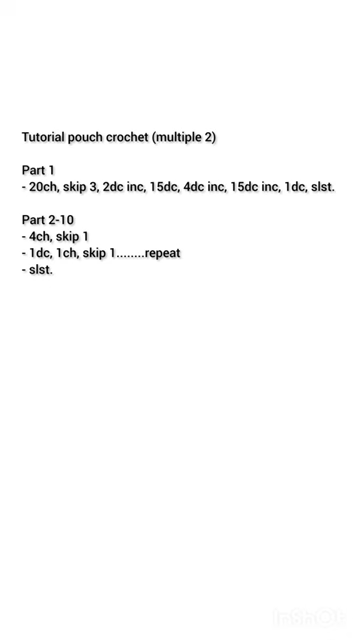 Tutorial pouch crochet (multiple 2)
Part 1
- 20ch, skip 3, 2dc inc, 15dc, 4dc inc, 15dc inc, 1dc, slst.
Part 2-10
- 4ch, skip 1
- 1dc, 1ch, skip 1........repeat
- slst.
InShot